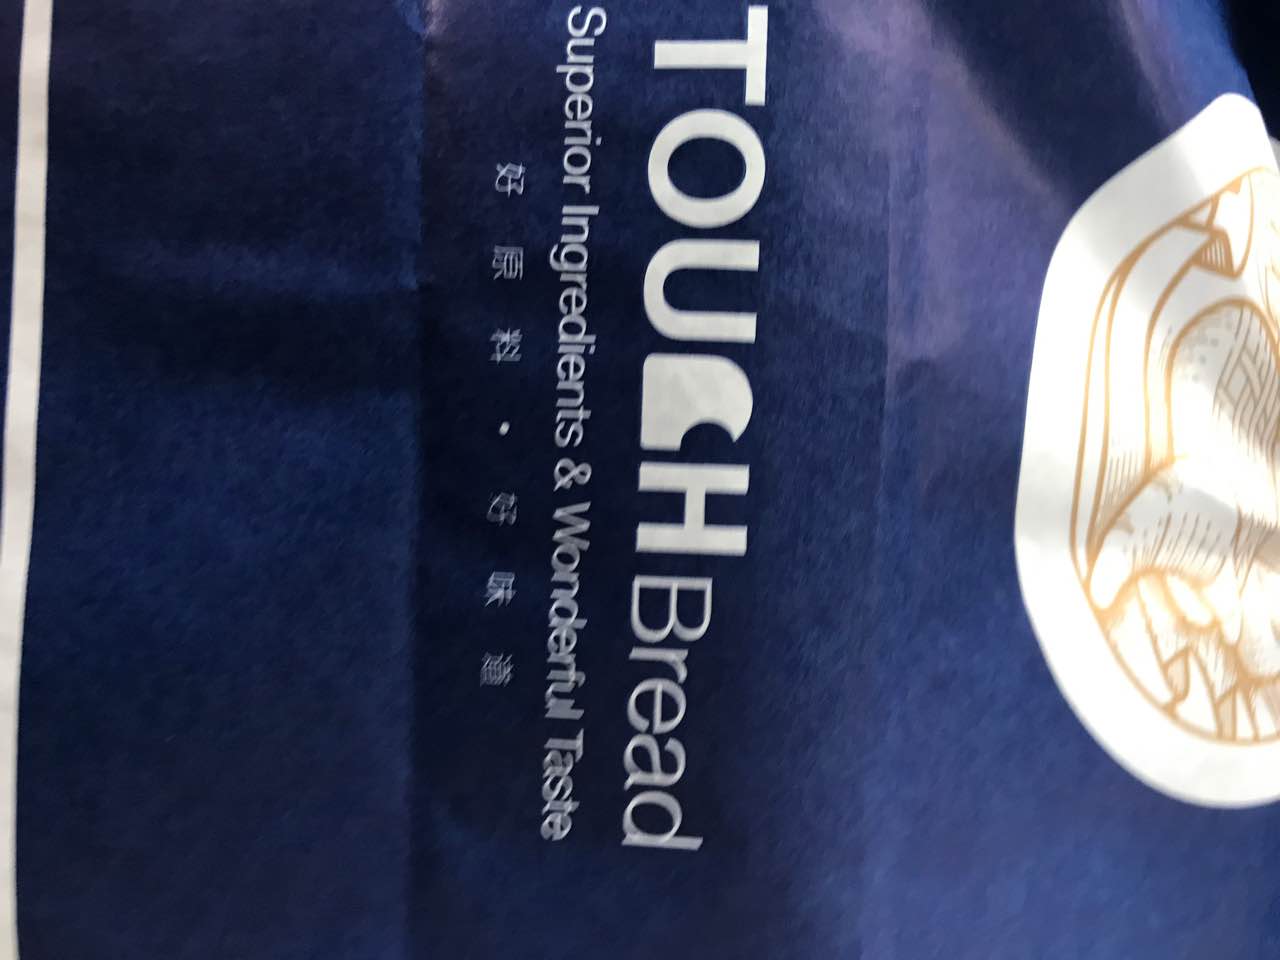 TOUCH Bread
Superior Ingredients & Wonderful Taste
好原料·好味道